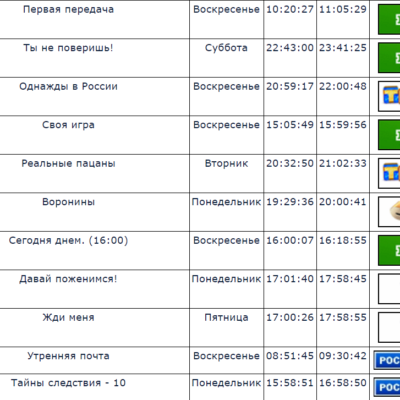 Первая передача Воскресенье 10:20:27 11:05:29
Ты не поверишь! Суббота 22:43:00 23:41:25
Однажды в России Воскресенье 20:59:17 22:00:48
Своя игра Воскресенье 15:05:49 15:59:56
Реальные пацаны Вторник 20:32:50 21:02:33
Воронины Понедельник 19:29:36 20:00:41
Сегодня днем. (16:00) Воскресенье 16:00:07 16:18:55
Давай поженимся! Понедельник 17:01:40 17:58:45
Жди меня Пятница 17:00:26 17:58:55
Утренняя почта Воскресенье 08:51:45 09:30:42 РОС
Тайны следствия - 10 Понедельник 15:58:51 16:58:50 РОС